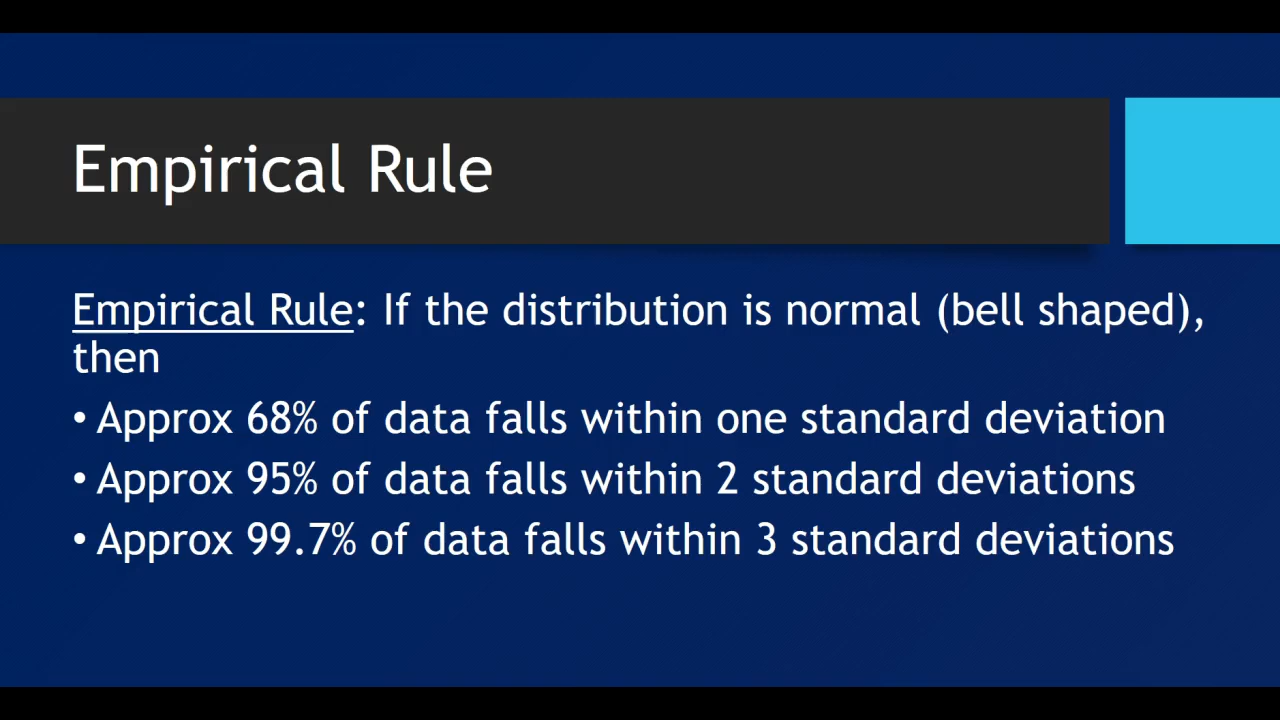 Empirical Rule
Empirical Rule: If the distribution is normal (bell shaped),
then
• Approx 68% of data falls within one standard deviation
• Approx 95% of data falls within 2 standard deviations
• Approx 99.7% of data falls within 3 standard deviations